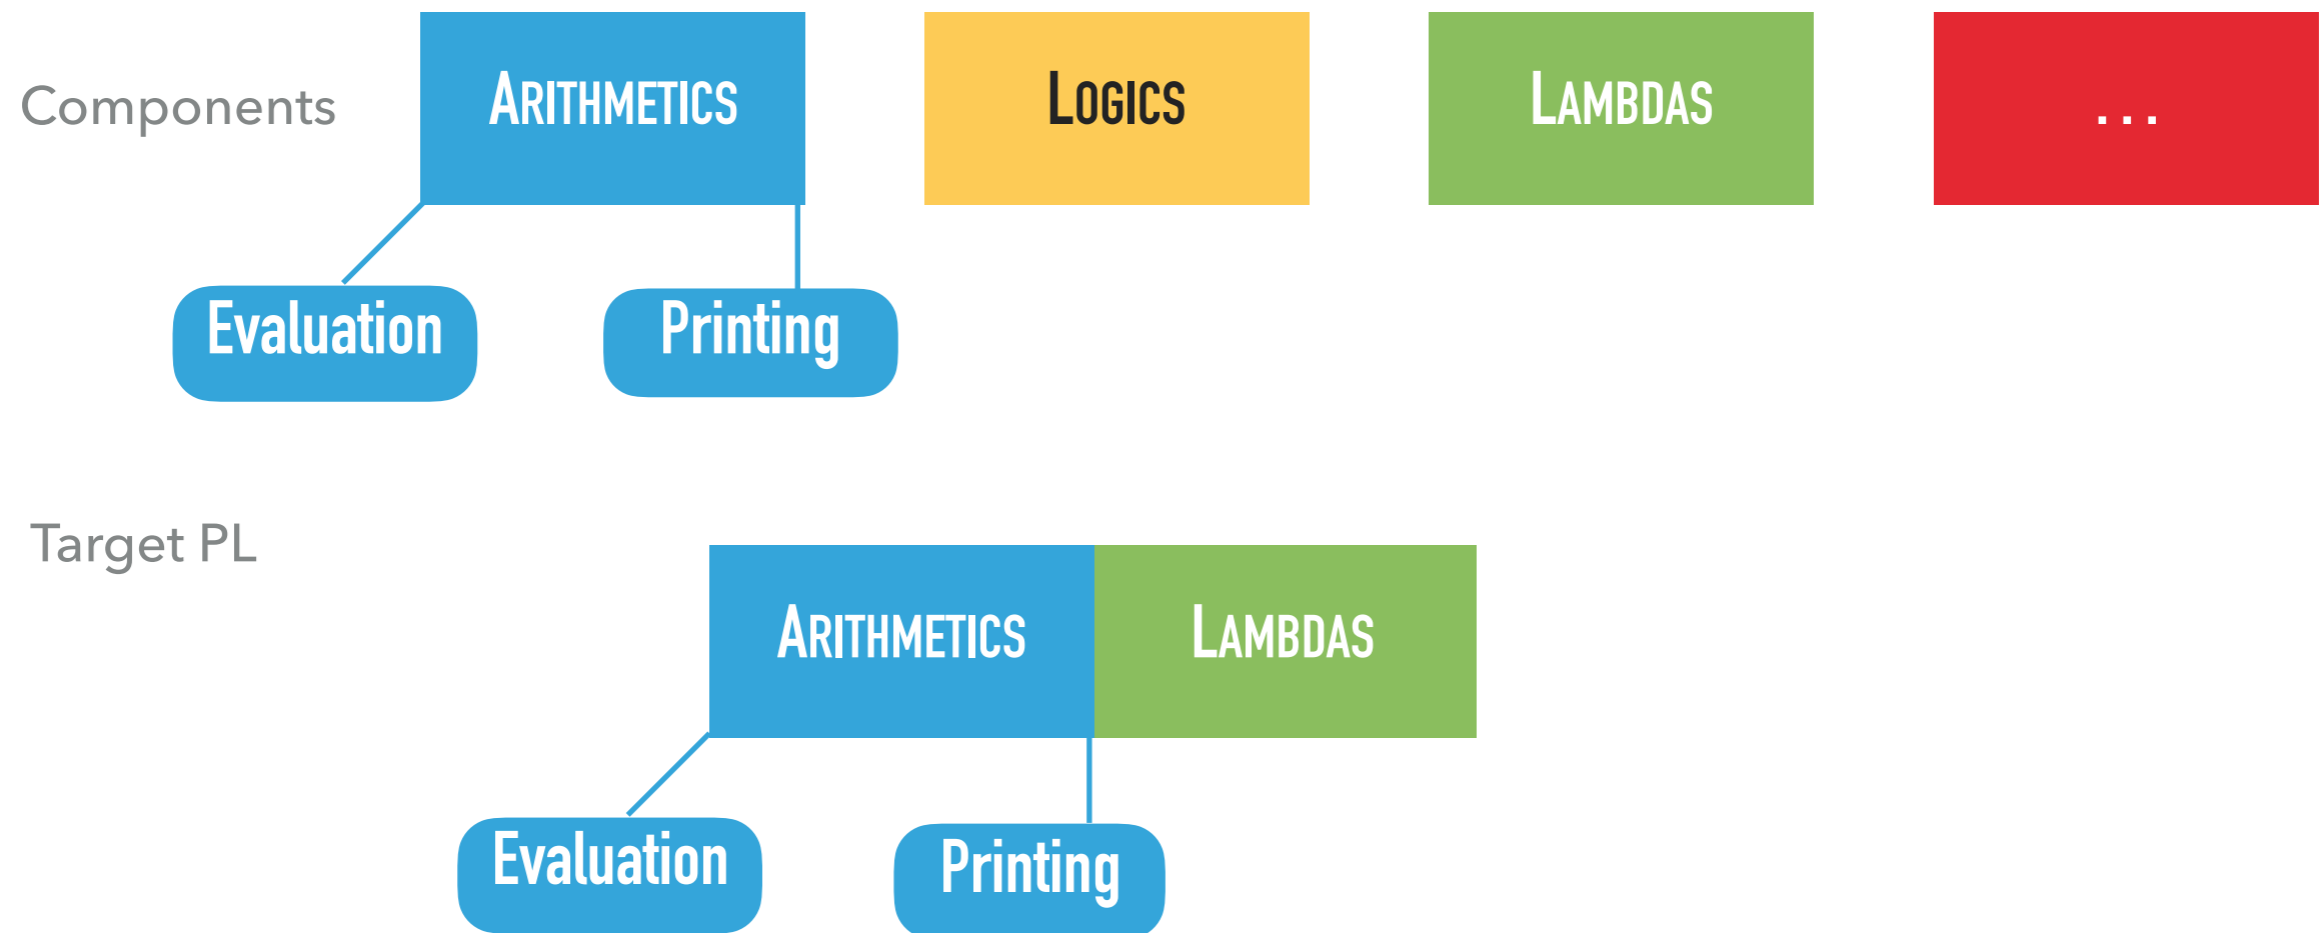 Components
ARITHMETICS
LOGICS
LAMBDAS
...
Evaluation
Printing
Target PL
ARITHMETICS
LAMBDAS
Evaluation
Printing